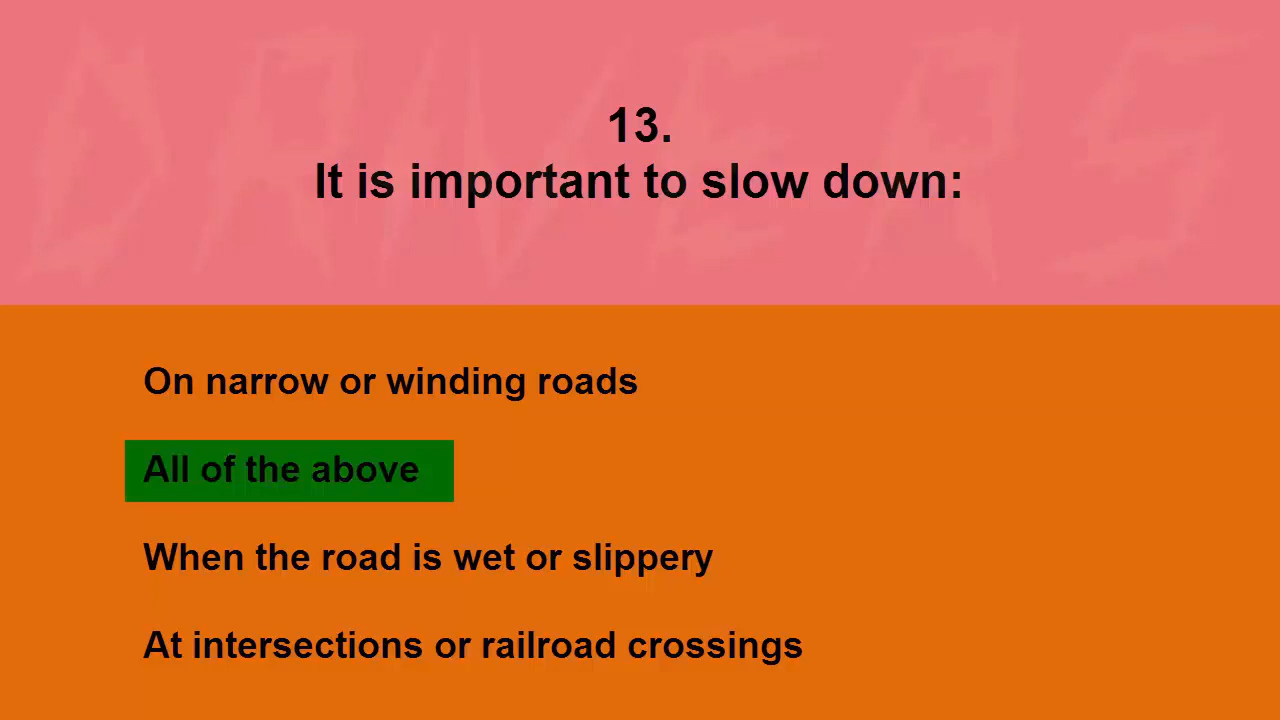 DRIVERS
13.
It is important to slow down:
On narrow or winding roads
All of the above
When the road is wet or slippery
At intersections or railroad crossings